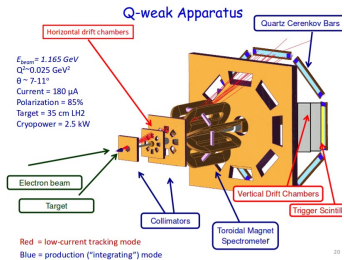 Q-weak Apparatus
Quartz Cerenkov Bars
Horizontal drift chambers
E_beam= 1.165 GeV
Q²~0.025 GeV²
θ ~ 7-11°
Current = 180 μA
Polarization = 85%
Target = 35 cm LH2
Cryopower = 2.5 kW
Electron beam
Target
Collimators
Toroidal Magnet
Spectrometer
Vertical Drift Chambers
Trigger Scintill
Red = low-current tracking mode
Blue = production ("integrating") mode
20